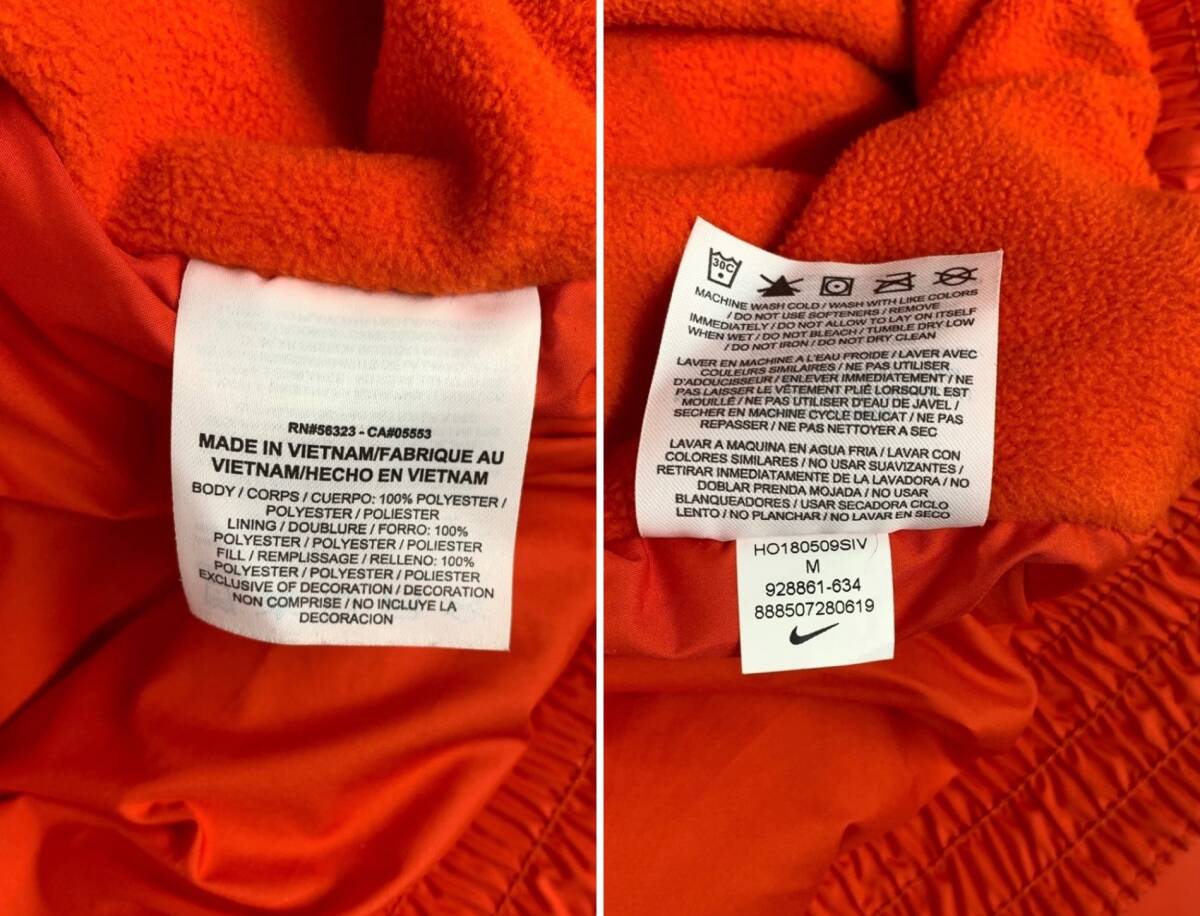 RN#56323 - CA#05553
MADE IN VIETNAM/FABRIQUE AU
VIETNAM/HECHO EN VIETNAM
BODY / CORPS / CUERPO: 100% POLYESTER /
POLYESTER / POLIESTER
LINING / DOUBLURE / FORRO: 100%
POLYESTER / POLYESTER / POLIESTER
FILL / REMPLISSAGE / RELLENO: 100%
POLYESTER / POLYESTER / POLIESTER
EXCLUSIVE OF DECORATION / DECORATION
NON COMPRISE / NO INCLUYE LA
DECORACION
30C
MACHINE WASH COLD / WASH WITH LIKE COLORS
/ DO NOT USE SOFTENERS / REMOVE
IMMEDIATELY / DO NOT ALLOW TO LAY ON ITSELF
WHEN WET / DO NOT BLEACH / TUMBLE DRY LOW
/ DO NOT IRON / DO NOT DRY CLEAN
LAVER EN MACHINE A L'EAU FROIDE / LAVER AVEC
COULEURS SIMILAIRES / NE PAS UTILISER
D'ADOUCISSEUR / ENLEVER IMMEDIATEMENT / NE
PAS LAISSER LE VÊTEMENT PLIÉ LORSQU'IL EST
MOUILLÉ / NE PAS UTILISER D'EAU DE JAVEL /
SECHER EN MACHINE CYCLE DELICAT / NE PAS
REPASSER / NE PAS NETTOYER A SEC
LAVAR A MAQUINA EN AGUA FRIA / LAVAR CON
COLORES SIMILARES / NO USAR SUAVIZANTES /
RETIRAR INMEDIATAMENTE DE LA LAVADORA / NO
DOBLAR PRENDA MOJADA / NO USAR
BLANQUEADORES / USAR SECADORA CICLO
LENTO / NO PLANCHAR / NO LAVAR EN SECO
HO180509SIV
M
928861-634
888507280619